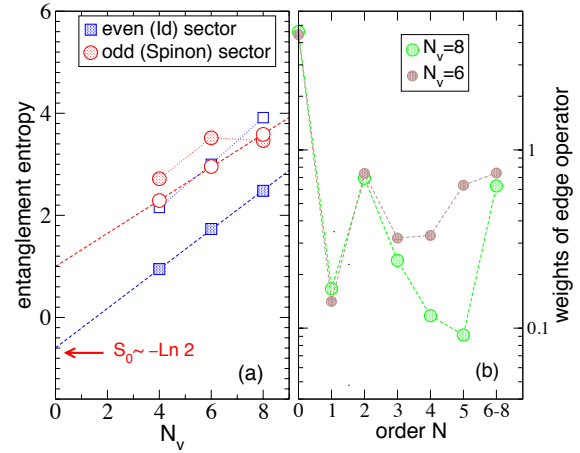 even (Id) sector
odd (Spinon) sector
entanglement entropy
6
4
2
0
S₀~ −Ln 2
(a)
0 2 4 6 8
Nᵥ
Nᵥ=8
Nᵥ=6
weights of edge operator
1
0.1
(b)
0 1 2 3 4 5 6-8
order N